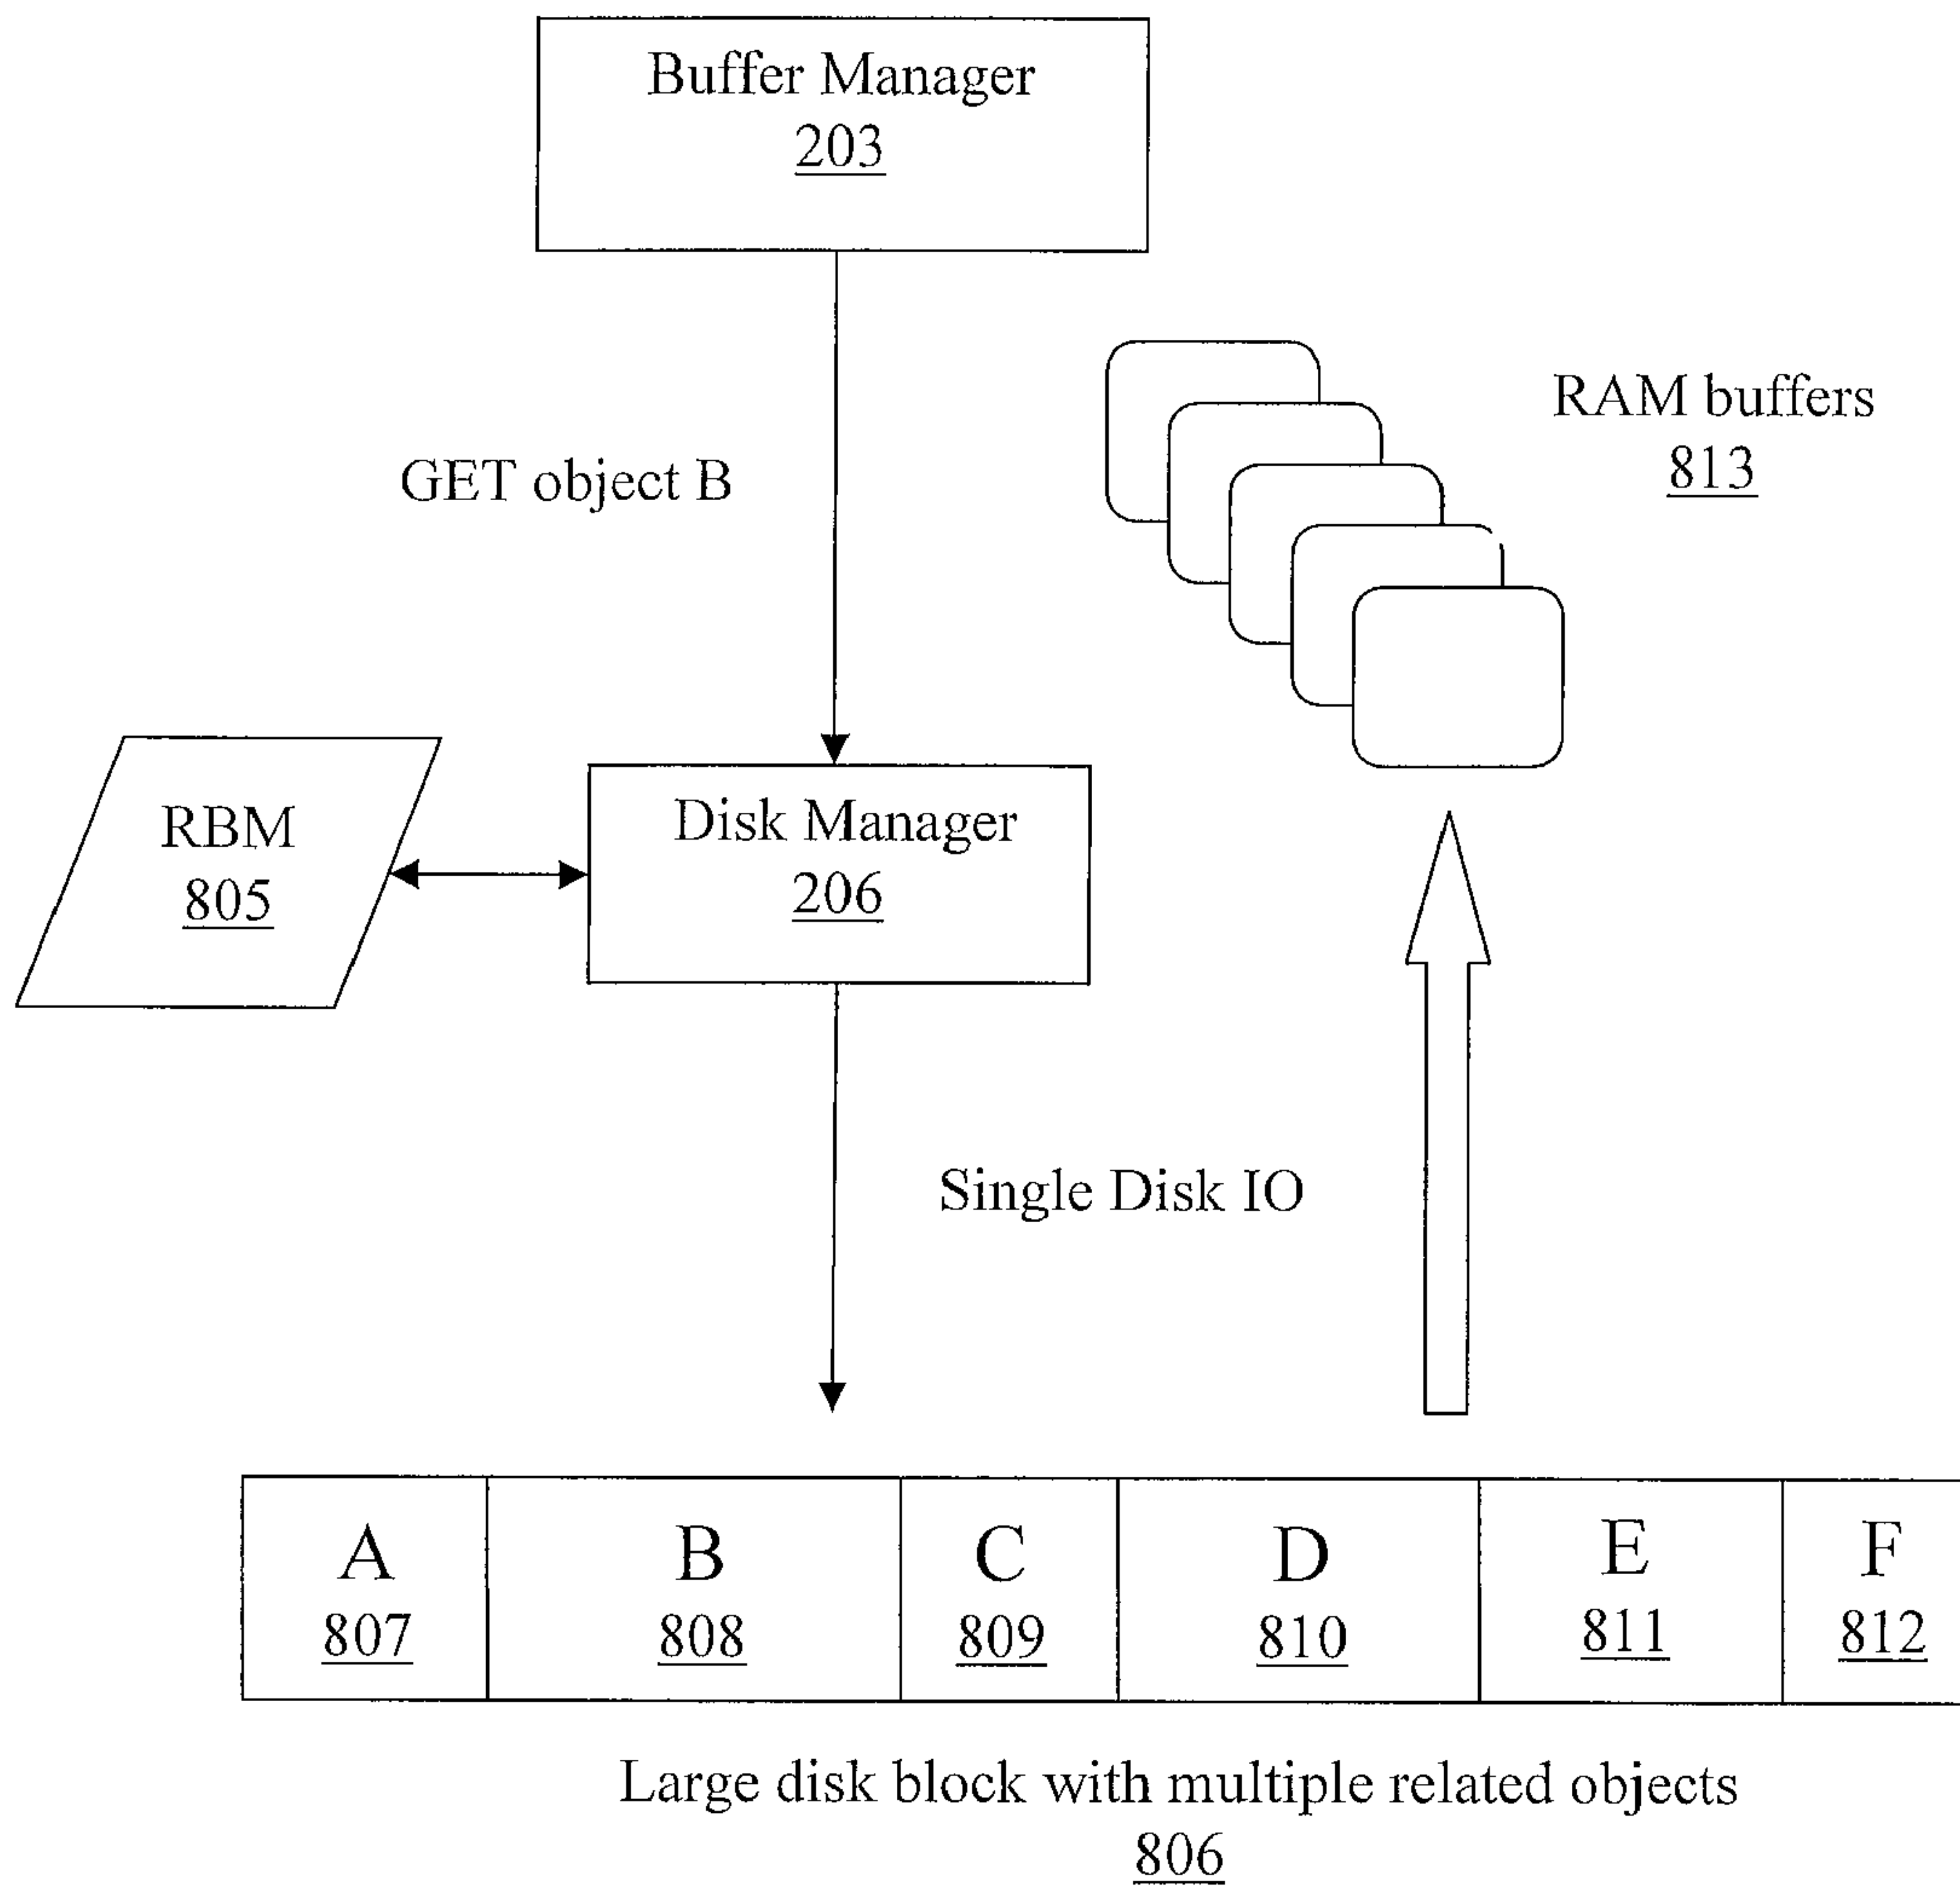 Buffer Manager
203
RAM buffers
813
GET object B
RBM
805
Disk Manager
206
Single Disk IO
A
807
B
808
C
809
D
810
E
811
F
812
Large disk block with multiple related objects
806